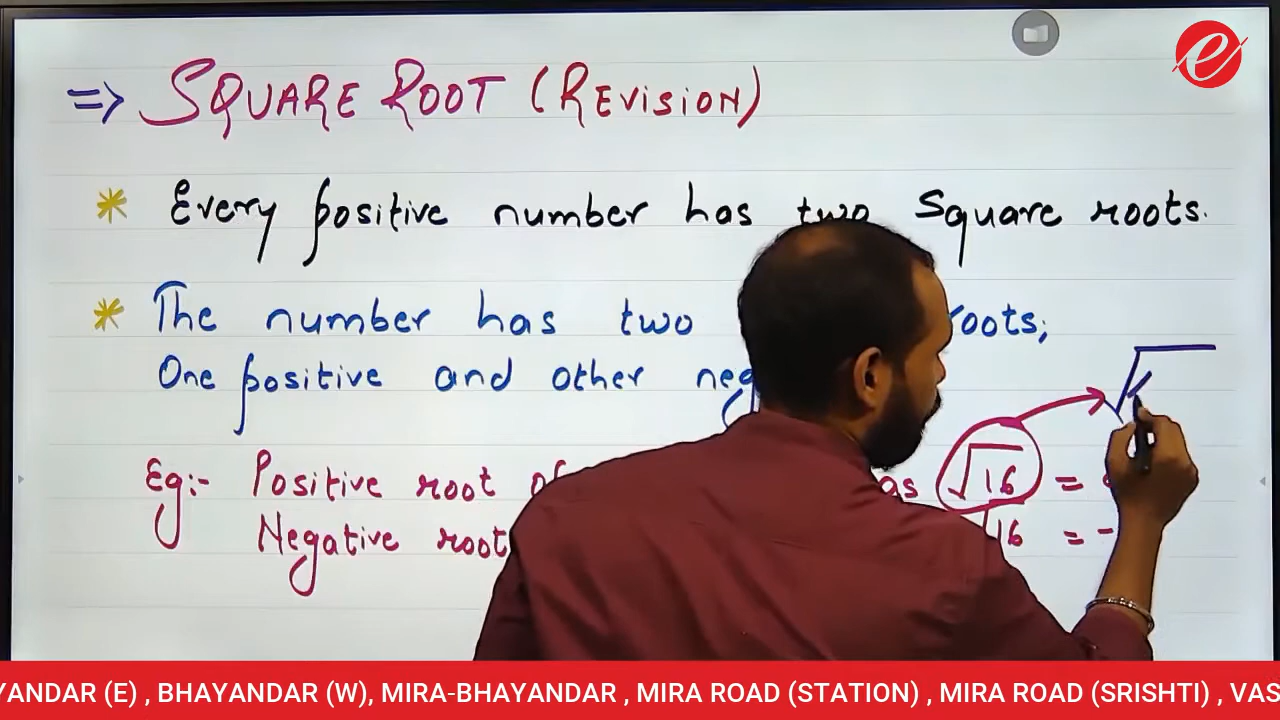 => SQUARE ROOT (REVISION)
* Every positive number has two Square roots.
* The number has two roots;
One positive and other
Eg:- Positive root as √16 =
Negative root √16 = -
YANDAR (E) , BHAYANDAR (W), MIRA-BHAYANDAR , MIRA ROAD (STATION) , MIRA ROAD (SRISHTI) , VAS